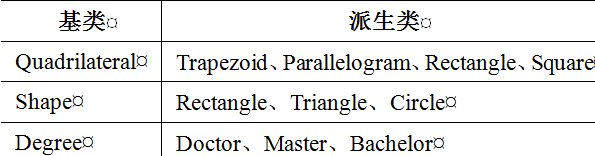 基类¤ 派生类¤
Quadrilateral¤ Trapezoid、Parallelogram、Rectangle、Square¤
Shape¤ Rectangle、Triangle、Circle¤
Degree¤ Doctor、Master、Bachelor¤